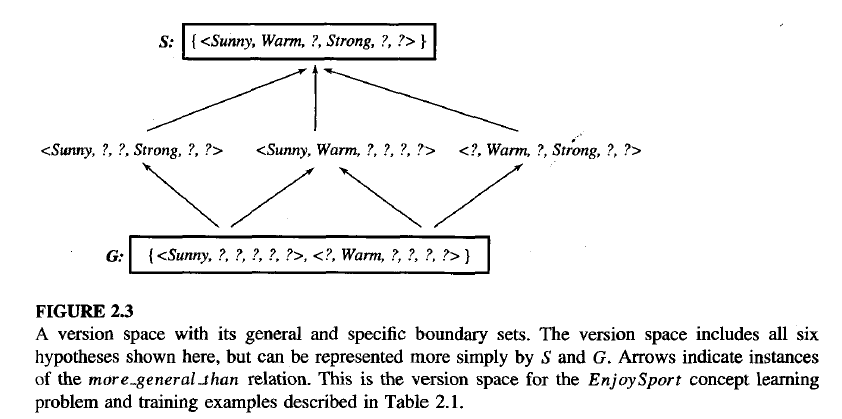 S: { <Sunny, Warm, ?, Strong, ?, ?> }
<Sunny, ?, ?, Strong, ?, ?> <Sunny, Warm, ?, ?, ?, ?> <?, Warm, ?, Strong, ?, ?>
G: {<Sunny, ?, ?, ?, ?, ?>, <?, Warm, ?, ?, ?, ?> }
FIGURE 2.3
A version space with its general and specific boundary sets. The version space includes all six
hypotheses shown here, but can be represented more simply by S and G. Arrows indicate instances
of the more_general_than relation. This is the version space for the EnjoySport concept learning
problem and training examples described in Table 2.1.